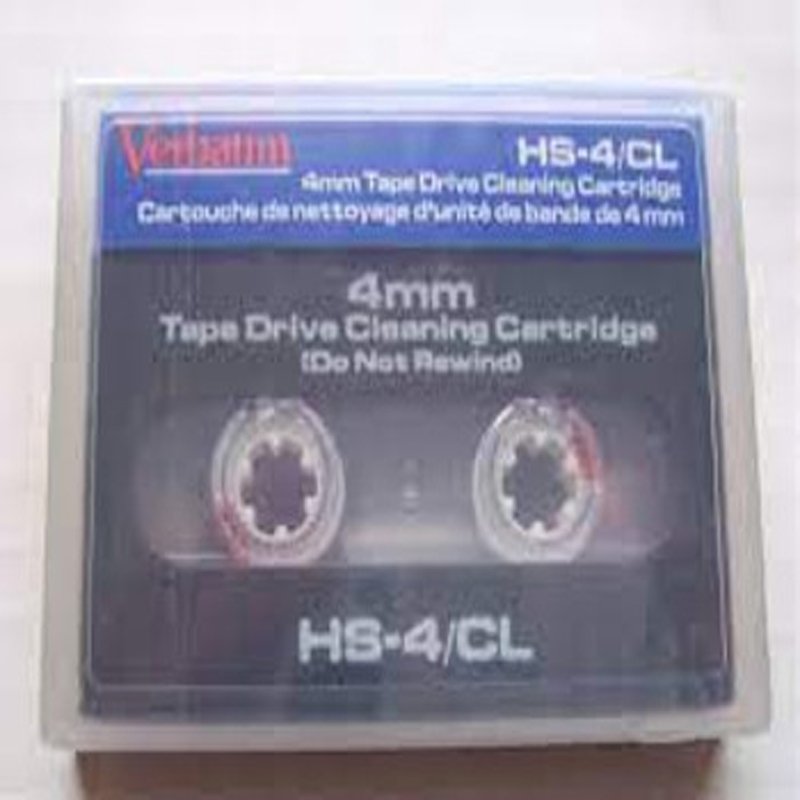 Verbatim
HS-4/CL
4mm Tape Drive Cleaning Cartridge
Cartouche de nettoyage d'unité de bande de 4 mm
4mm
Tape Drive Cleaning Cartridge
(Do Not Rewind)
HS-4/CL